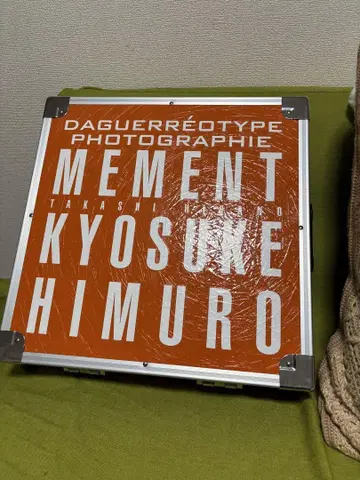 DAGUERRÉOTYPE
PHOTOGRAPHIE
MEMENT
TAKASHI
KYOSUKE
HIMURO